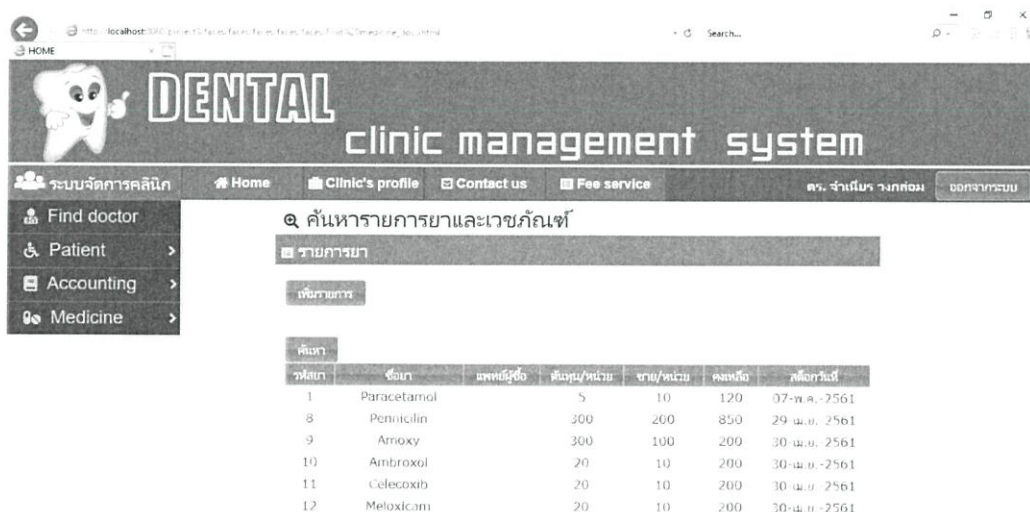 Search...
HOME
DENTAL
clinic management system
ระบบจัดการคลินิก Home Clinic's profile Contact us Fee service ดร. จำเนียร วงกล่อม ออกจากระบบ
Find doctor
Patient
Accounting
Medicine
ค้นหารายการยาและเวชภัณฑ์
รายการยา
เพิ่มรายการ
ค้นหา
รหัสยา ชื่อยา แพทย์ผู้ซื้อ ต้นทุน/หน่วย ขาย/หน่วย คงเหลือ สต็อกวันที่
1 Paracetamol 5 10 120 07-พ.ค.-2561
8 Pennicilin 300 200 850 29-เม.ย.-2561
9 Amoxy 300 100 200 30-เม.ย.-2561
10 Ambroxol 20 10 200 30-เม.ย.-2561
11 Celecoxib 20 10 200 30-เม.ย.-2561
12 Meloxicam 20 10 200 30-เม.ย.-2561